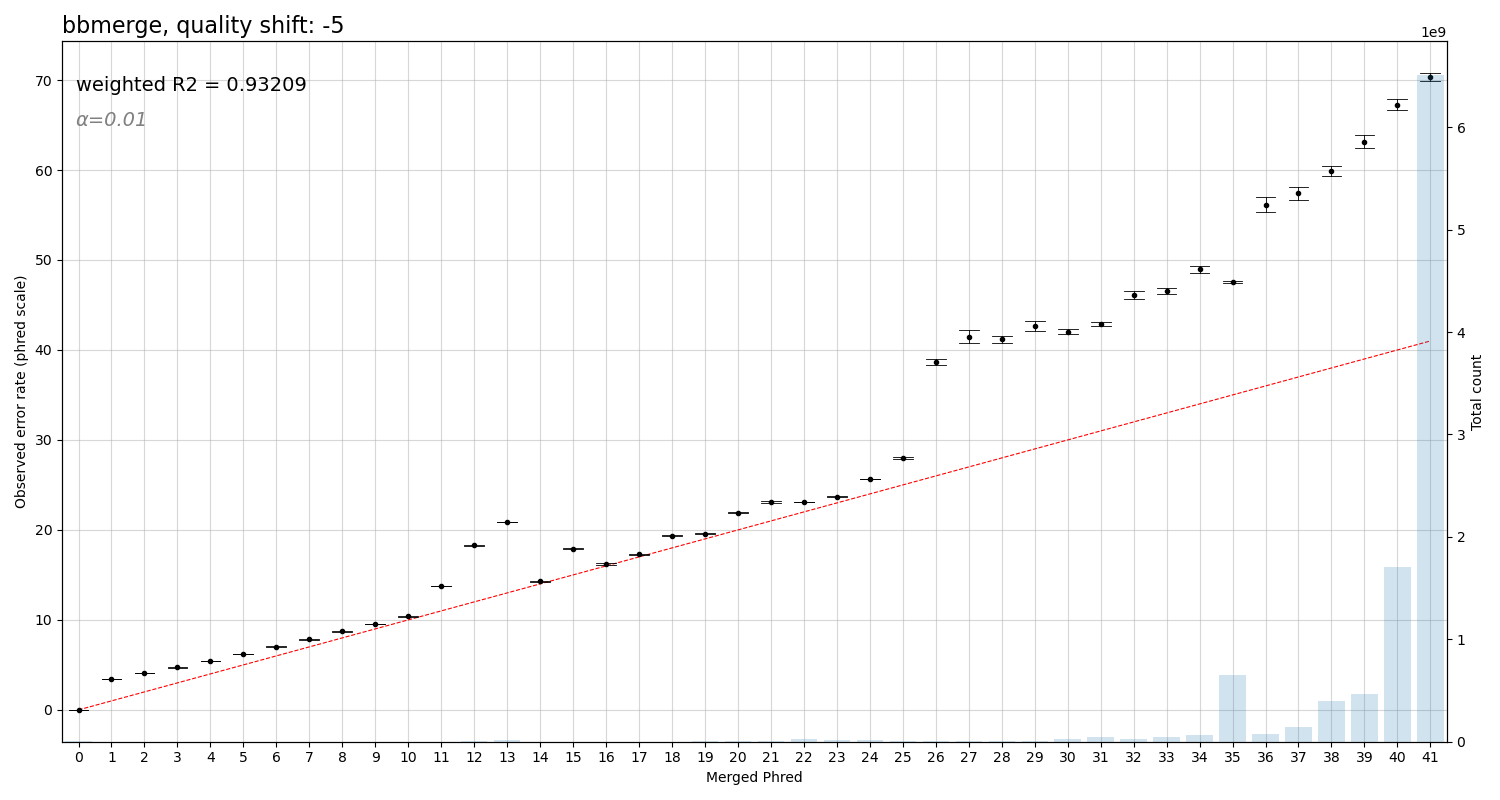 bbmerge, quality shift: -5
1e9
weighted R2 = 0.93209
α=0.01
70
60
50
40
30
20
10
0
Observed error rate (phred scale)
6
5
4
3
2
1
0
Total count
0 1 2 3 4 5 6 7 8 9 10 11 12 13 14 15 16 17 18 19 20 21 22 23 24 25 26 27 28 29 30 31 32 33 34 35 36 37 38 39 40 41
Merged Phred